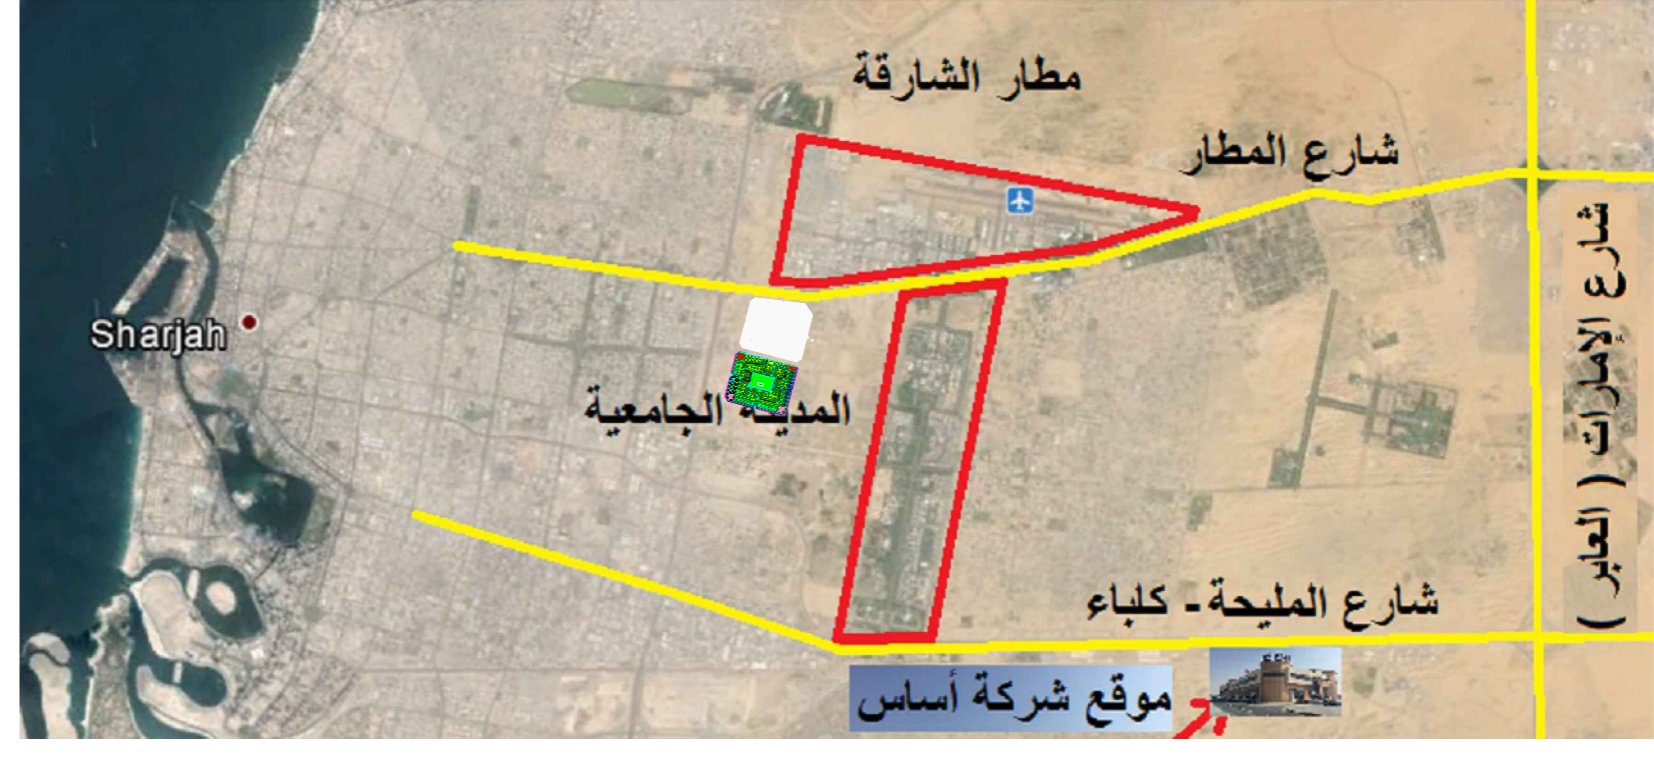 مطار الشارقة
شارع المطار
شارع الإمارات ( العابر )
Sharjah
المدينة الجامعية
شارع المليحة - كلباء
موقع شركة أساس